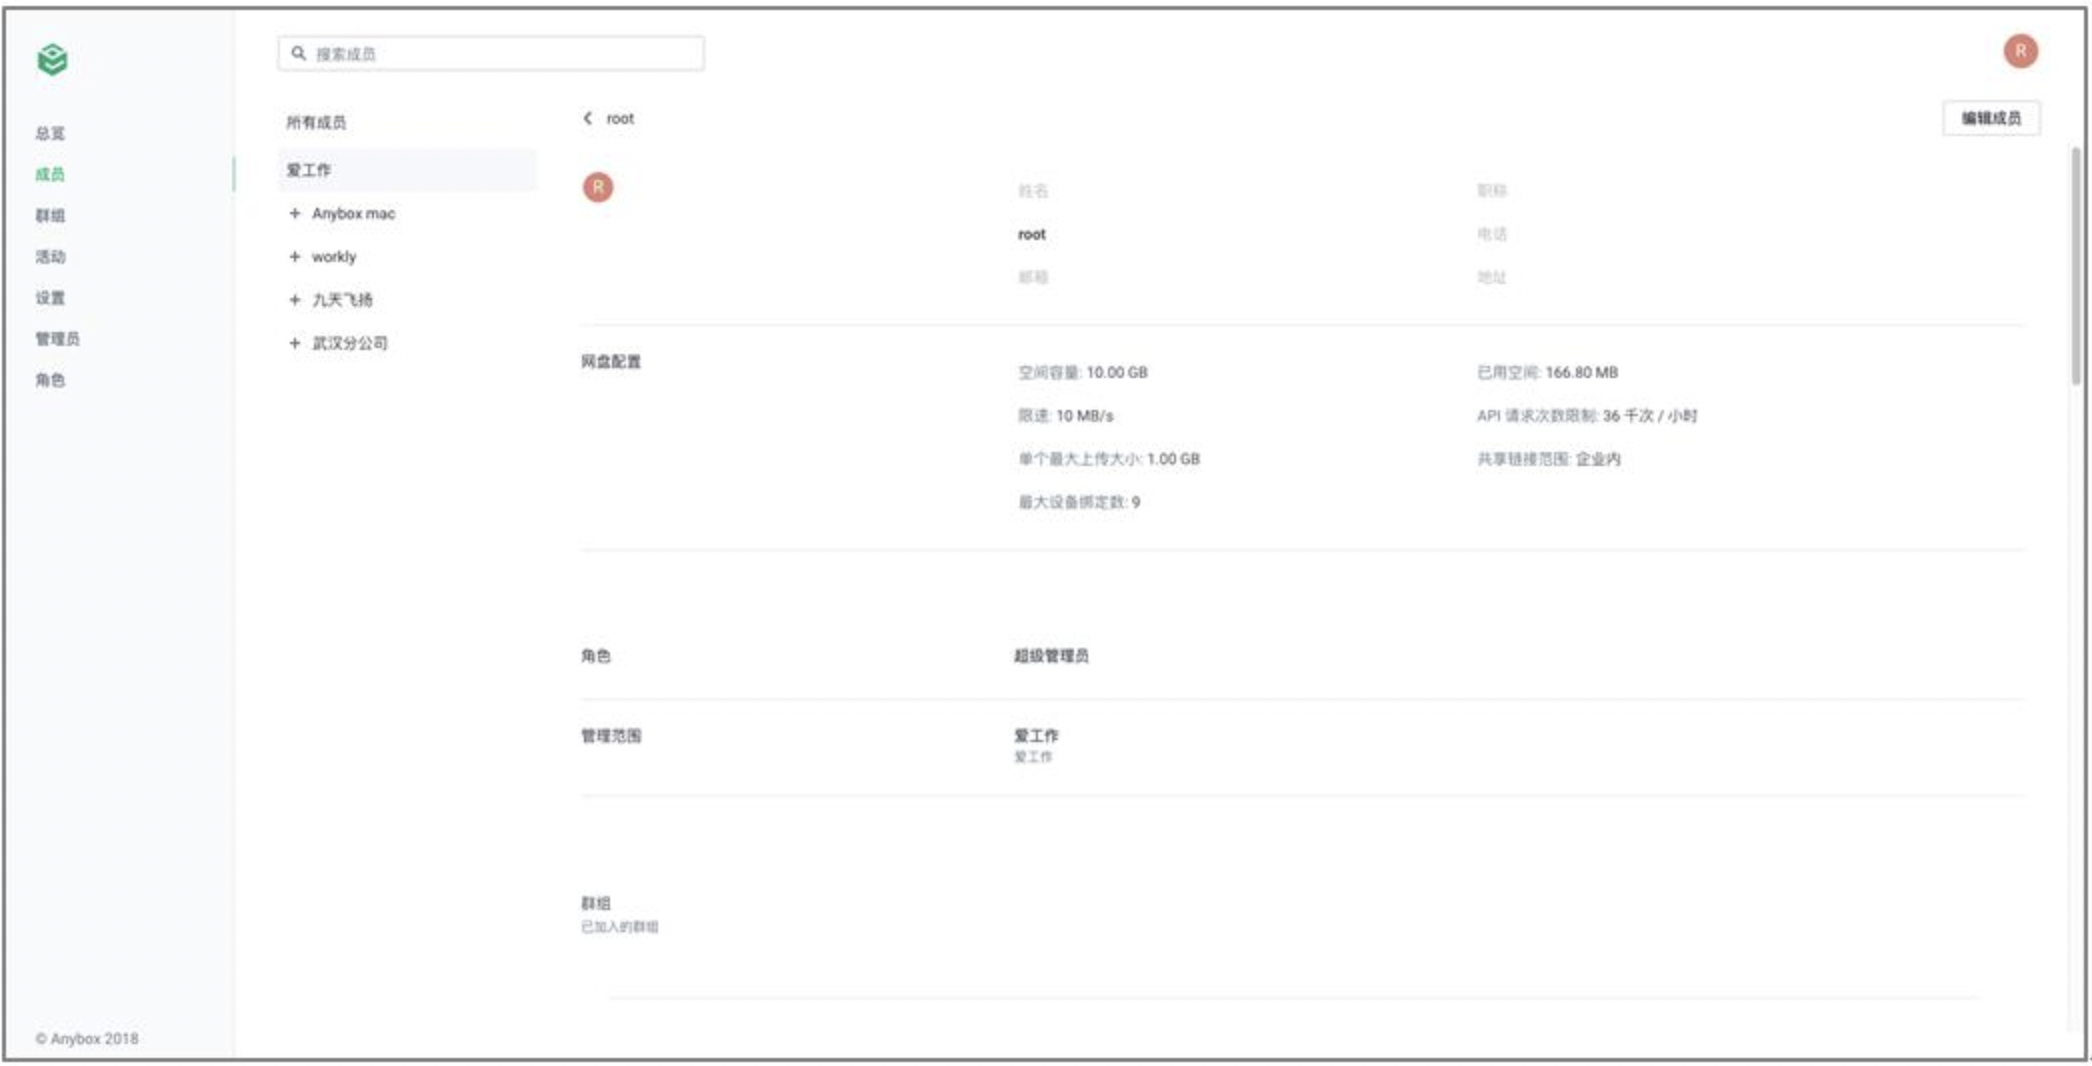 搜索成员
R
总览
成员
群组
活动
设置
管理员
角色
© Anybox 2018
所有成员
爱工作
+ Anybox mac
+ workly
+ 九天飞扬
+ 武汉分公司
root
编辑成员
R
姓名
职称
root
电话
邮箱
地址
网盘配置
空间容量: 10.00 GB
已用空间: 166.80 MB
限速: 10 MB/s
API 请求次数限制: 36 千次 / 小时
单个最大上传大小: 1.00 GB
共享链接范围: 企业内
最大设备绑定数: 9
角色
超级管理员
管理范围
爱工作
爱工作
群组
已加入的群组